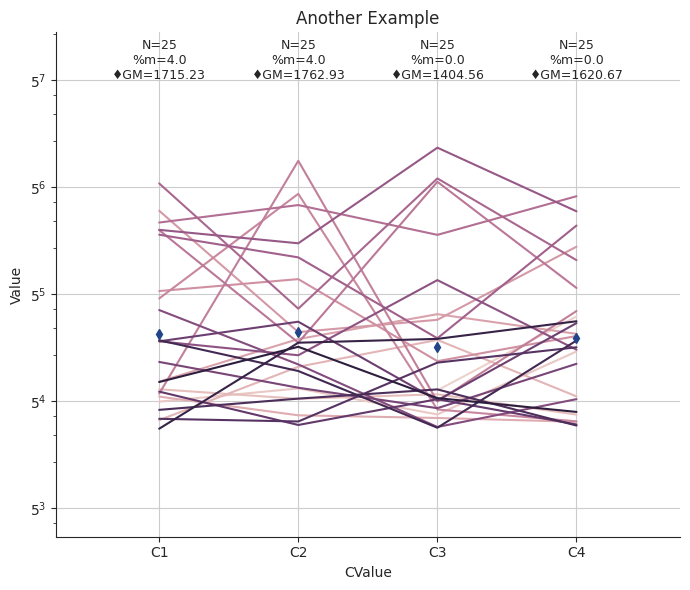 Another Example
N=25 N=25 N=25 N=25
%m=4.0 %m=4.0 %m=0.0 %m=0.0
♦GM=1715.23 ♦GM=1762.93 ♦GM=1404.56 ♦GM=1620.67
5⁷
5⁶
5⁵
5⁴
5³
Value
C1 C2 C3 C4
CValue